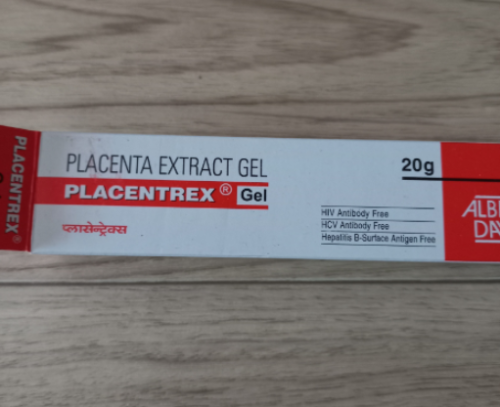 PLACENTREX®
PLACENTA EXTRACT GEL
PLACENTREX® Gel
प्लासेन्ट्रेक्स
20g
HIV Antibody Free
HCV Antibody Free
Hepatitis B-Surface Antigen Free